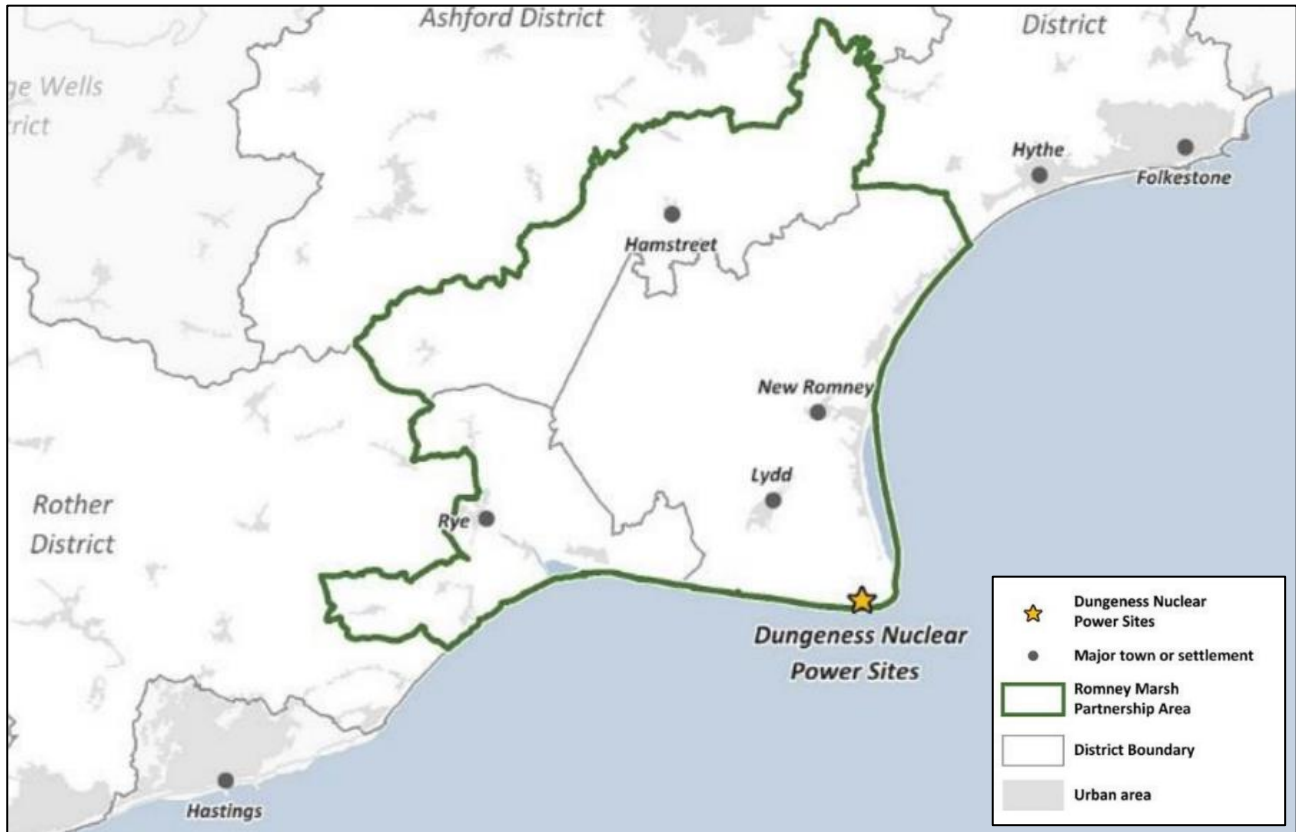 Ashford District
District
ge Wells
trict
Hythe
Folkestone
Hamstreet
New Romney
Lydd
Rye
Rother
District
Dungeness Nuclear
Power Sites
Hastings
Dungeness Nuclear
Power Sites
Major town or settlement
Romney Marsh
Partnership Area
District Boundary
Urban area